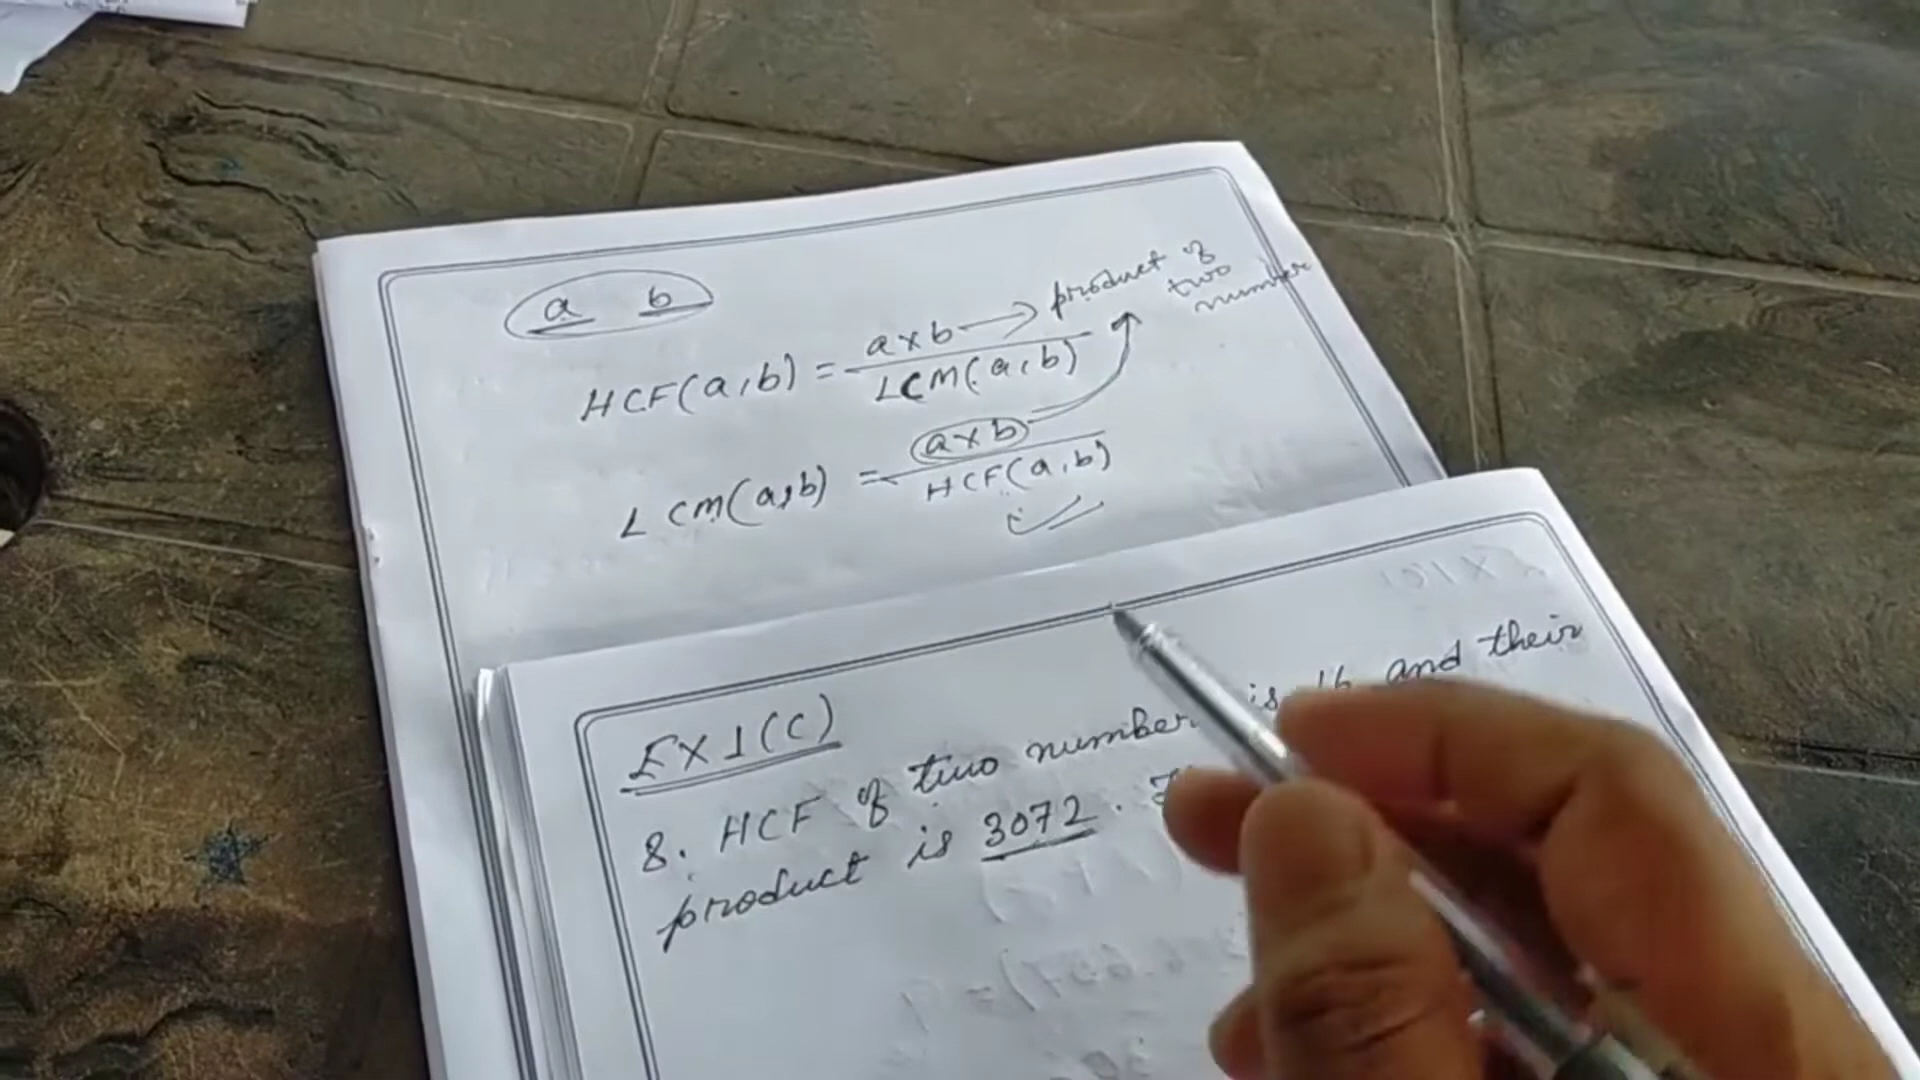 a b
HCF(a,b) = a×b / LCM(a,b) → product of two number
LCM(a,b) = a×b / HCF(a,b)
EX 1(C)
8. HCF of two number is 16 and their
product is 3072.